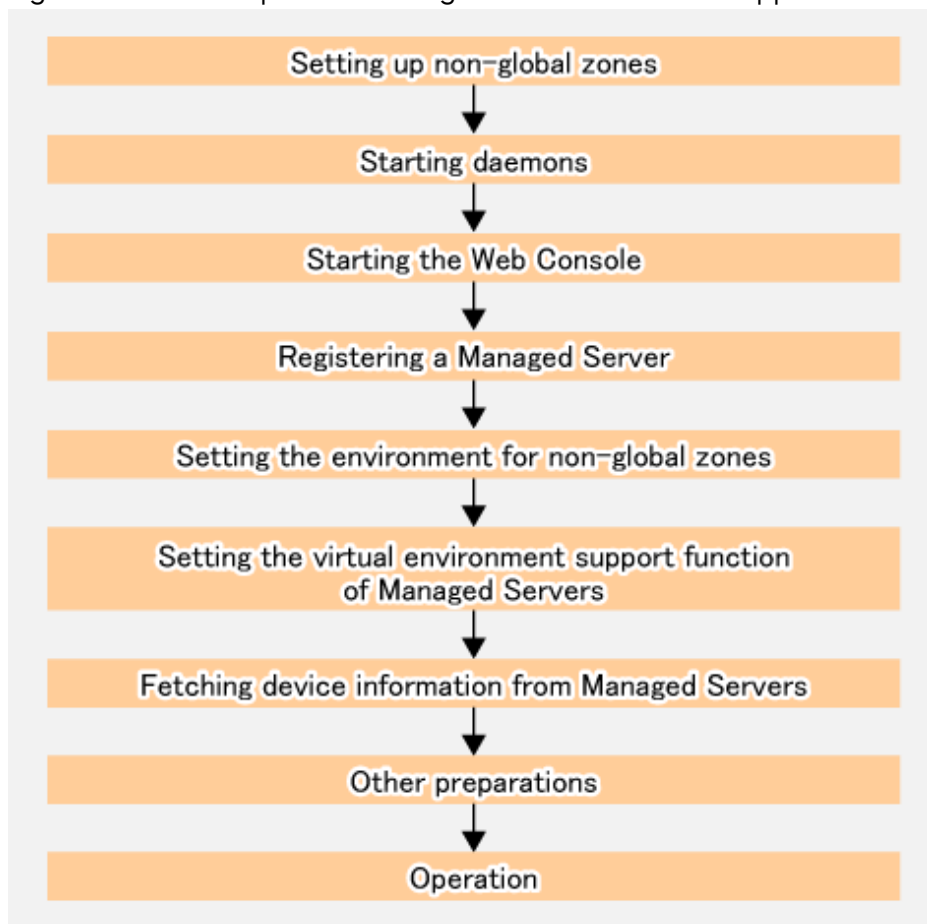 Setting up non-global zones
Starting daemons
Starting the Web Console
Registering a Managed Server
Setting the environment for non-global zones
Setting the virtual environment support function
of Managed Servers
Fetching device information from Managed Servers
Other preparations
Operation